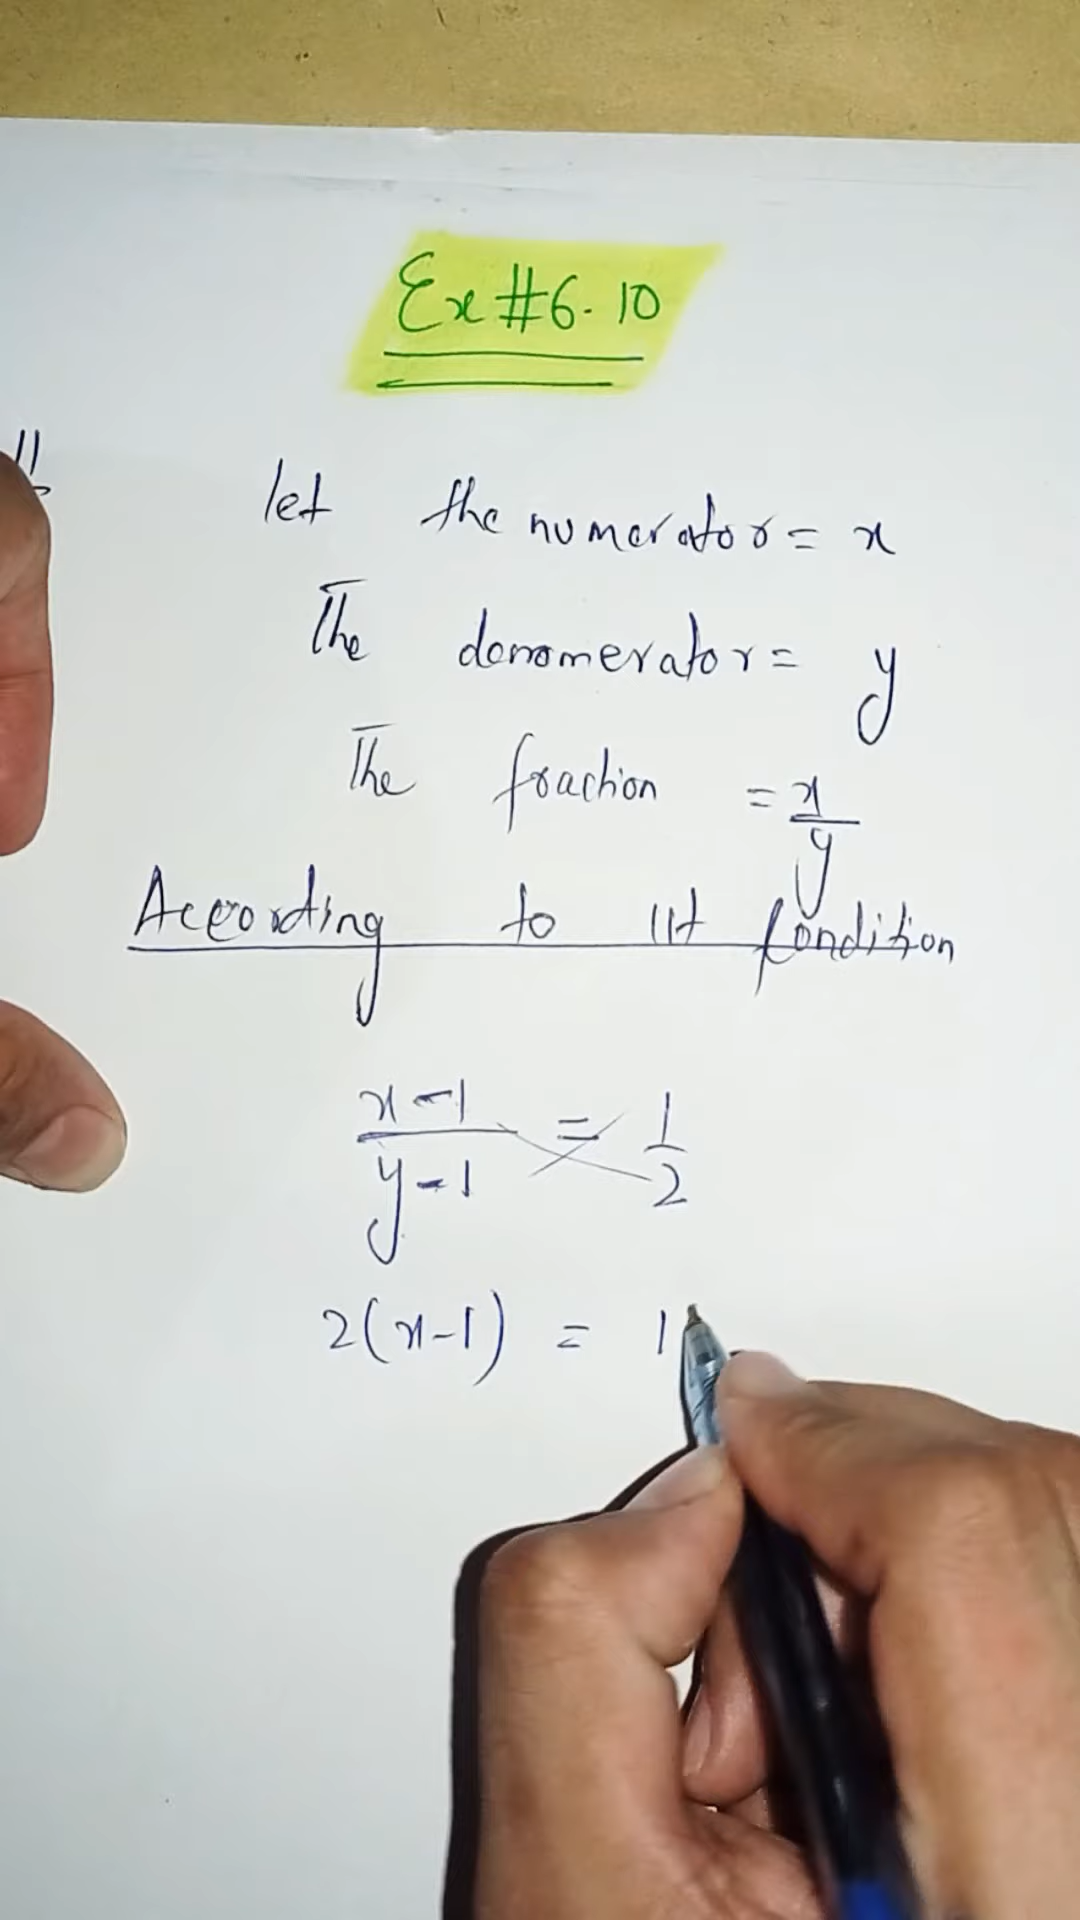 Ex #6.10
let the numerator = x
The denomerator = y
The fraction = x/y
According to 1st Condition
x-1/y-1 = 1/2
2(x-1) = 1